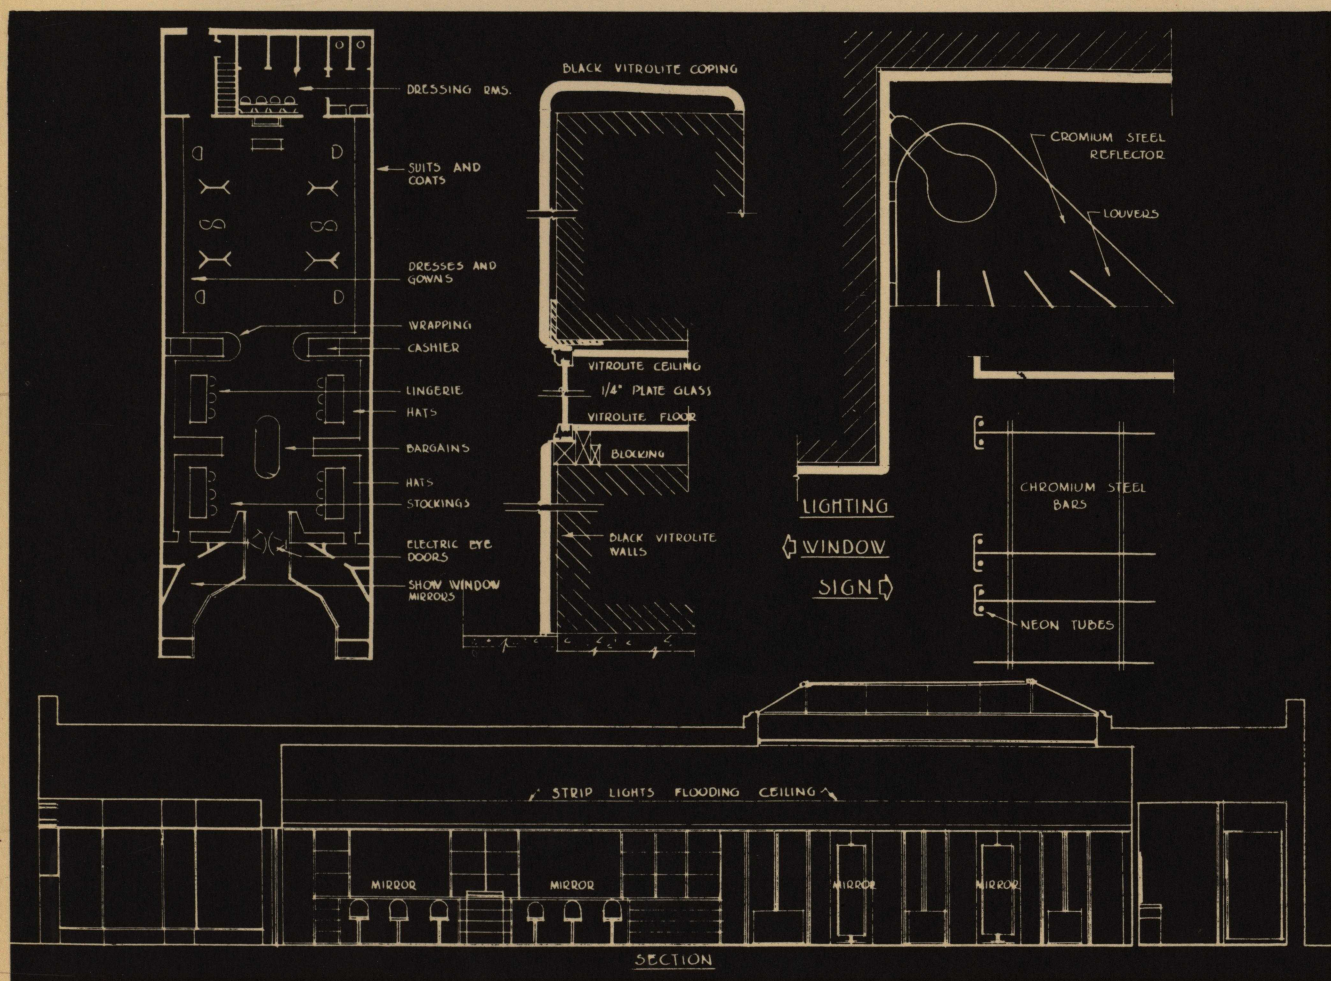 DRESSING RMS.
SUITS AND
COATS
DRESSES AND
GOWNS
WRAPPING
CASHIER
LINGERIE
HATS
BARGAINS
HATS
STOCKINGS
ELECTRIC EYE
DOORS
SHOW WINDOW
MIRRORS
BLACK VITROLITE COPING
VITROLITE CEILING
1/4" PLATE GLASS
VITROLITE FLOOR
BLOCKING
BLACK VITROLITE
WALLS
CROMIUM STEEL
REFLECTOR
LOUVERS
LIGHTING
WINDOW
SIGN
CHROMIUM STEEL
BARS
NEON TUBES
STRIP LIGHTS FLOODING CEILING
MIRROR
MIRROR
MIRROR
MIRROR
SECTION